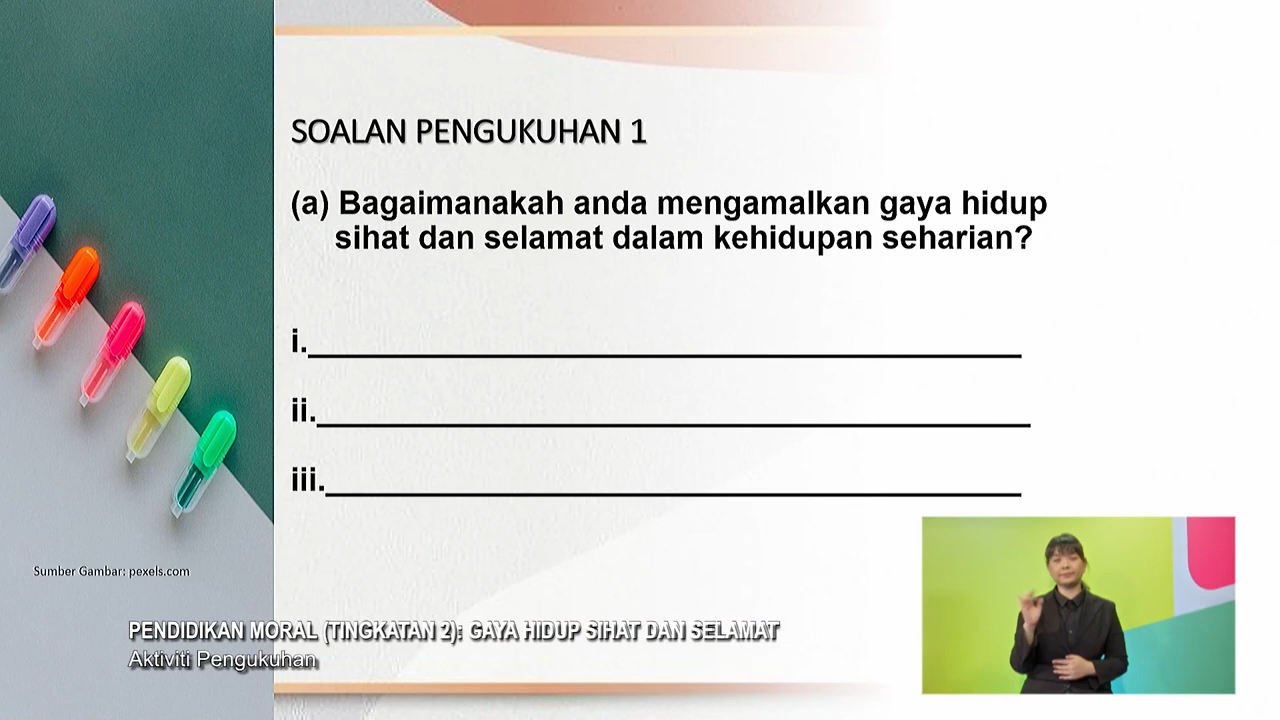 SOALAN PENGUKUHAN 1
(a) Bagaimanakah anda mengamalkan gaya hidup
sihat dan selamat dalam kehidupan seharian?
i.
ii.
iii.
Sumber Gambar: pexels.com
PENDIDIKAN MORAL (TINGKATAN 2): GAYA HIDUP SIHAT DAN SELAMAT
Aktiviti Pengukuhan